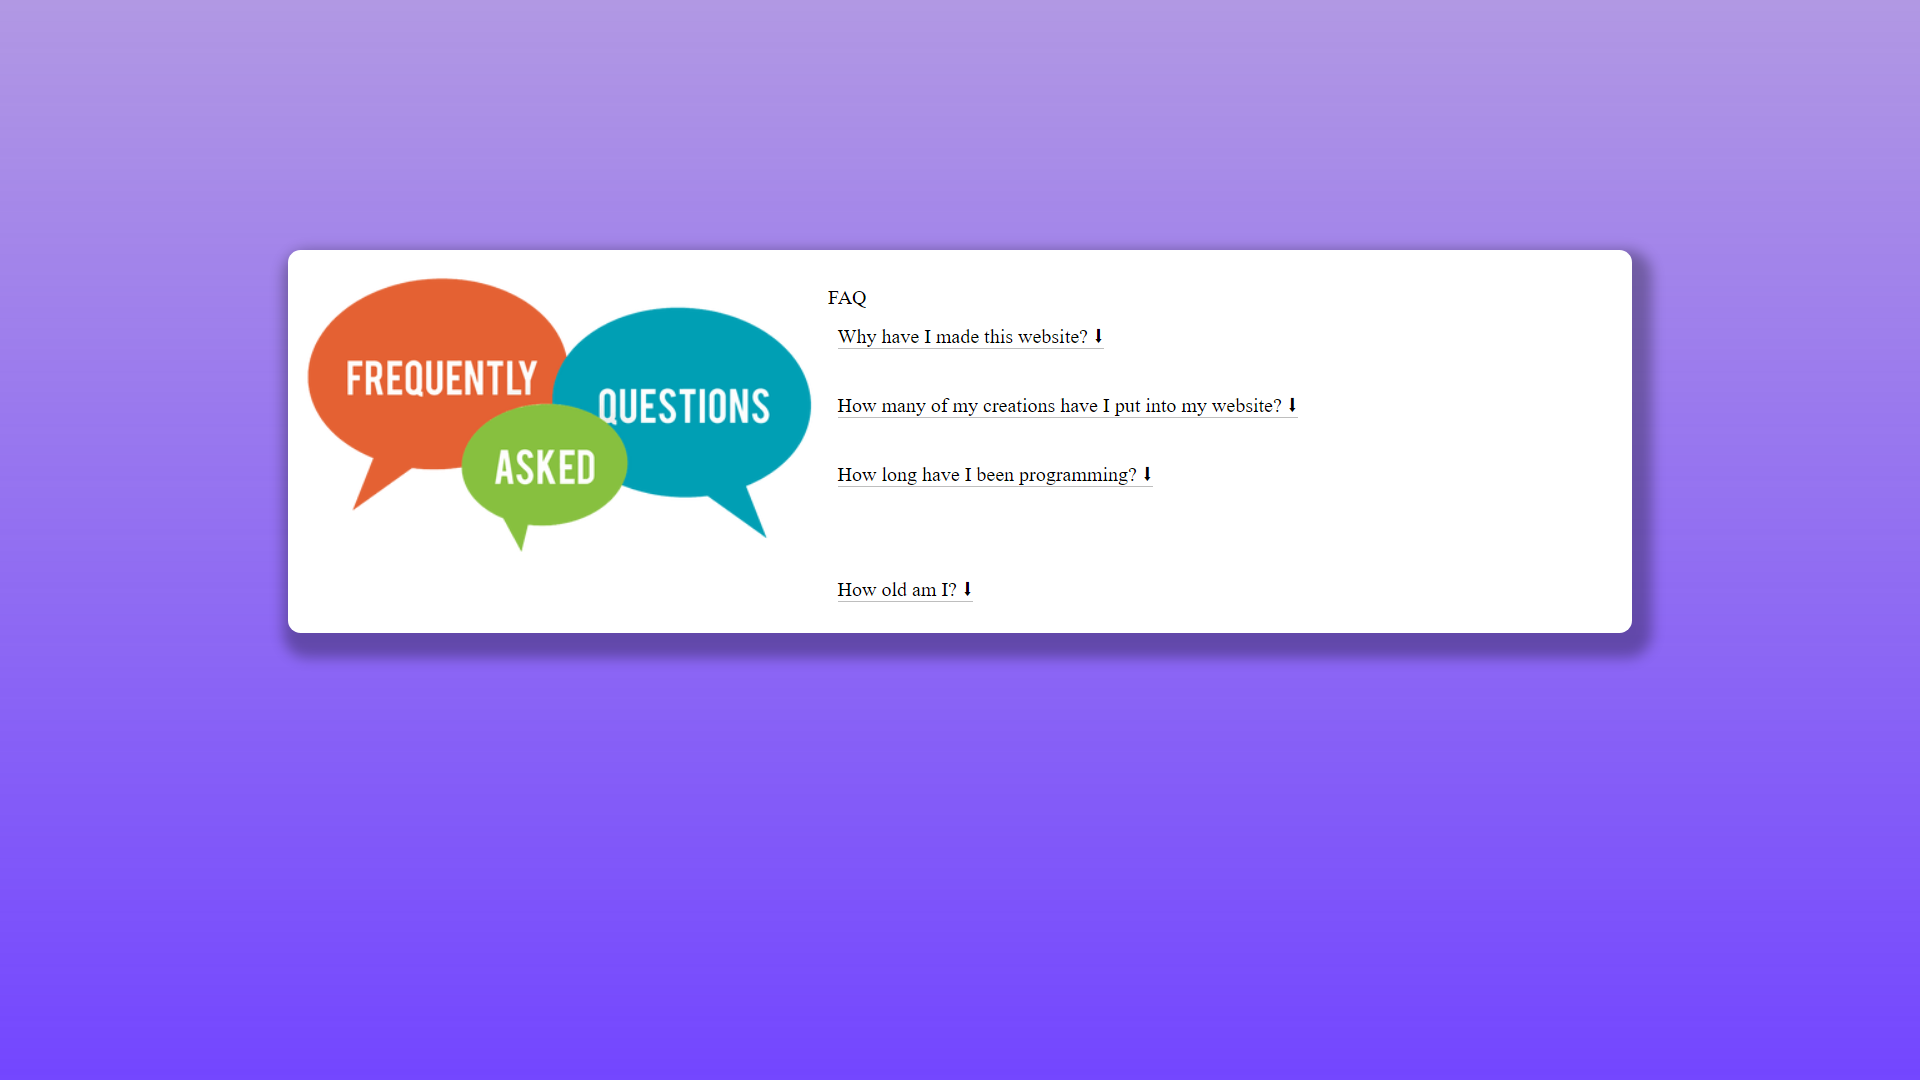 FREQUENTLY
QUESTIONS
ASKED
FAQ
Why have I made this website? ⬇
How many of my creations have I put into my website? ⬇
How long have I been programming? ⬇
How old am I? ⬇